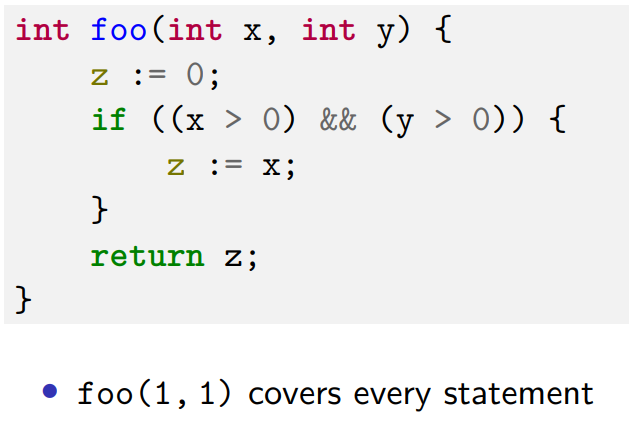 int foo(int x, int y) {
    z := 0;
    if ((x > 0) && (y > 0)) {
        z := x;
    }
    return z;
}
• foo(1,1) covers every statement